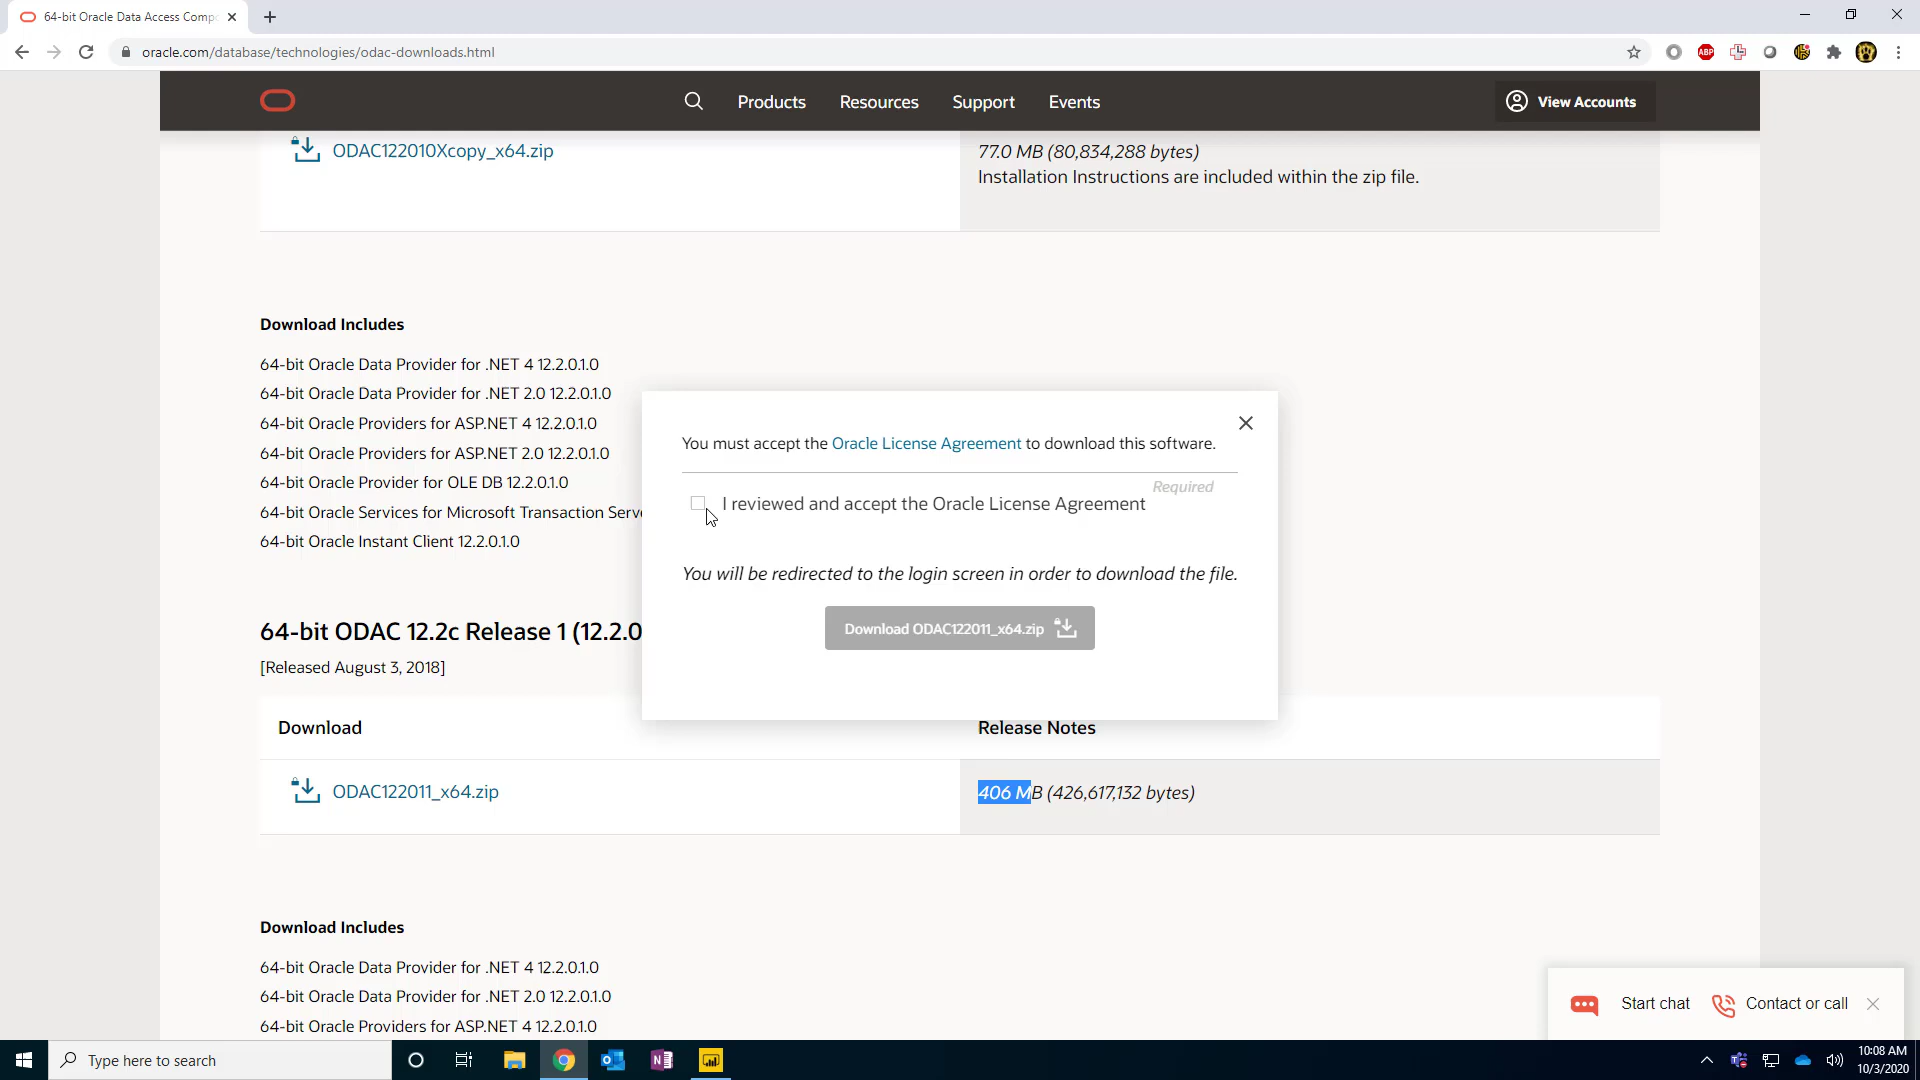 64-bit Oracle Data Access Compo
oracle.com/database/technologies/odac-downloads.html
ABP
Products
Resources
Support
Events
View Accounts
ODAC122010Xcopy_x64.zip
77.0 MB (80,834,288 bytes)
Installation Instructions are included within the zip file.
Download Includes
64-bit Oracle Data Provider for .NET 4 12.2.0.1.0
64-bit Oracle Data Provider for .NET 2.0 12.2.0.1.0
64-bit Oracle Providers for ASP.NET 4 12.2.0.1.0
64-bit Oracle Providers for ASP.NET 2.0 12.2.0.1.0
64-bit Oracle Provider for OLE DB 12.2.0.1.0
64-bit Oracle Services for Microsoft Transaction Serve
64-bit Oracle Instant Client 12.2.0.1.0
You must accept the Oracle License Agreement to download this software.
Required
I reviewed and accept the Oracle License Agreement
You will be redirected to the login screen in order to download the file.
Download ODAC122011_x64.zip
64-bit ODAC 12.2c Release 1 (12.2.0
[Released August 3, 2018]
Download
Release Notes
ODAC122011_x64.zip
406 MB (426,617,132 bytes)
Download Includes
64-bit Oracle Data Provider for .NET 4 12.2.0.1.0
64-bit Oracle Data Provider for .NET 2.0 12.2.0.1.0
64-bit Oracle Providers for ASP.NET 4 12.2.0.1.0
Start chat
Contact or call
Type here to search
10:08 AM
10/3/2020